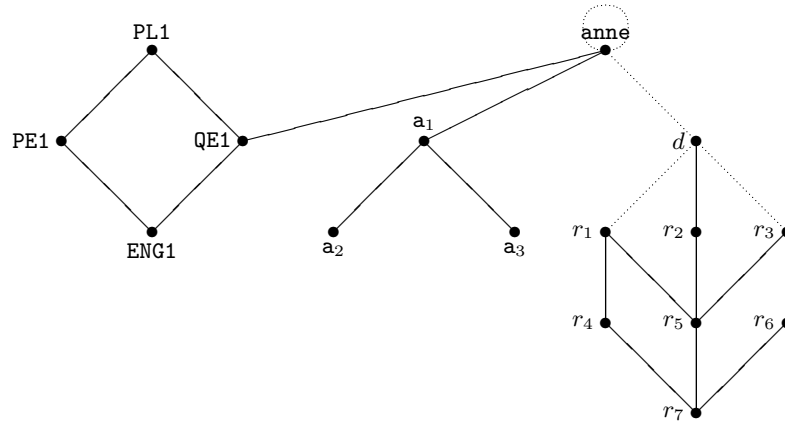 PL1
anne
PE1
QE1
a₁
d
ENG1
a₂
a₃
r₁
r₂
r₃
r₄
r₅
r₆
r₇